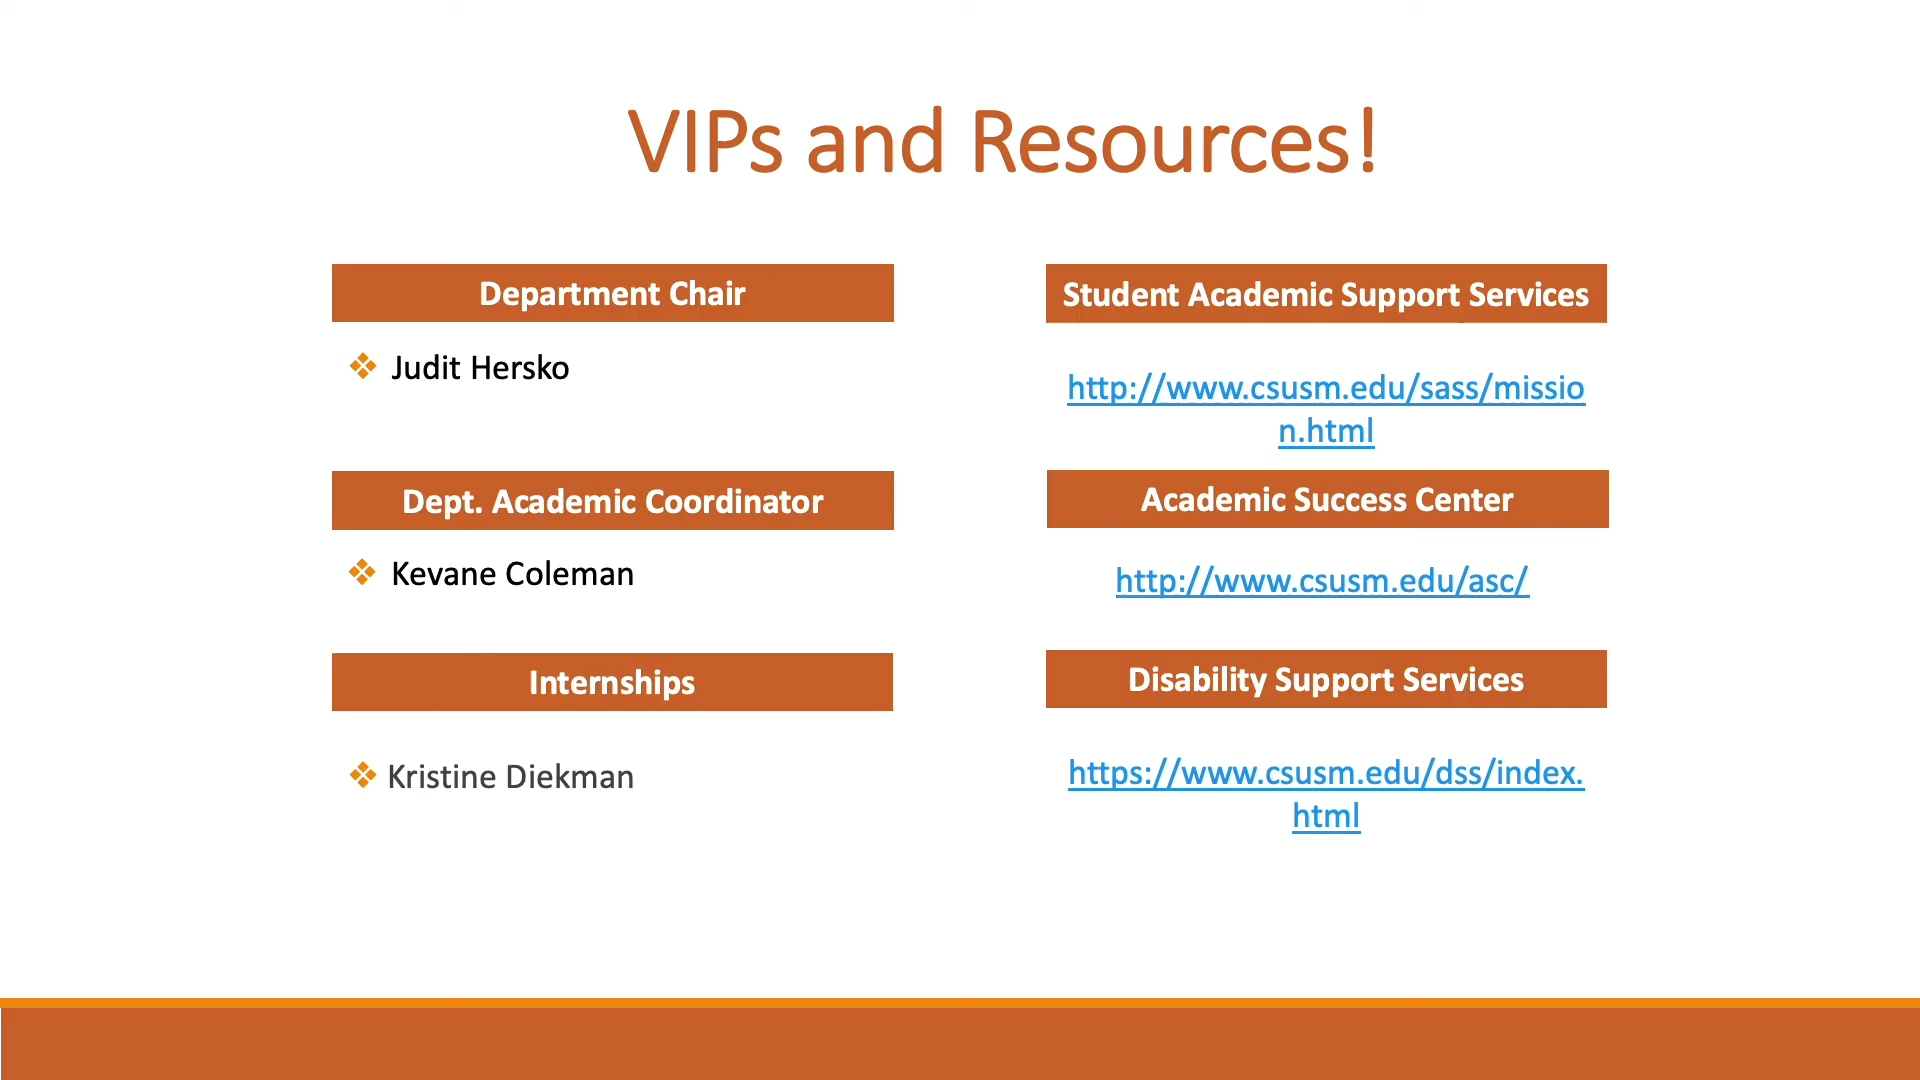 VIPs and Resources!
Department Chair
Judit Hersko
Dept. Academic Coordinator
Kevane Coleman
Internships
Kristine Diekman
Student Academic Support Services
http://www.csusm.edu/sass/missio
n.html
Academic Success Center
http://www.csusm.edu/asc/
Disability Support Services
https://www.csusm.edu/dss/index.
html